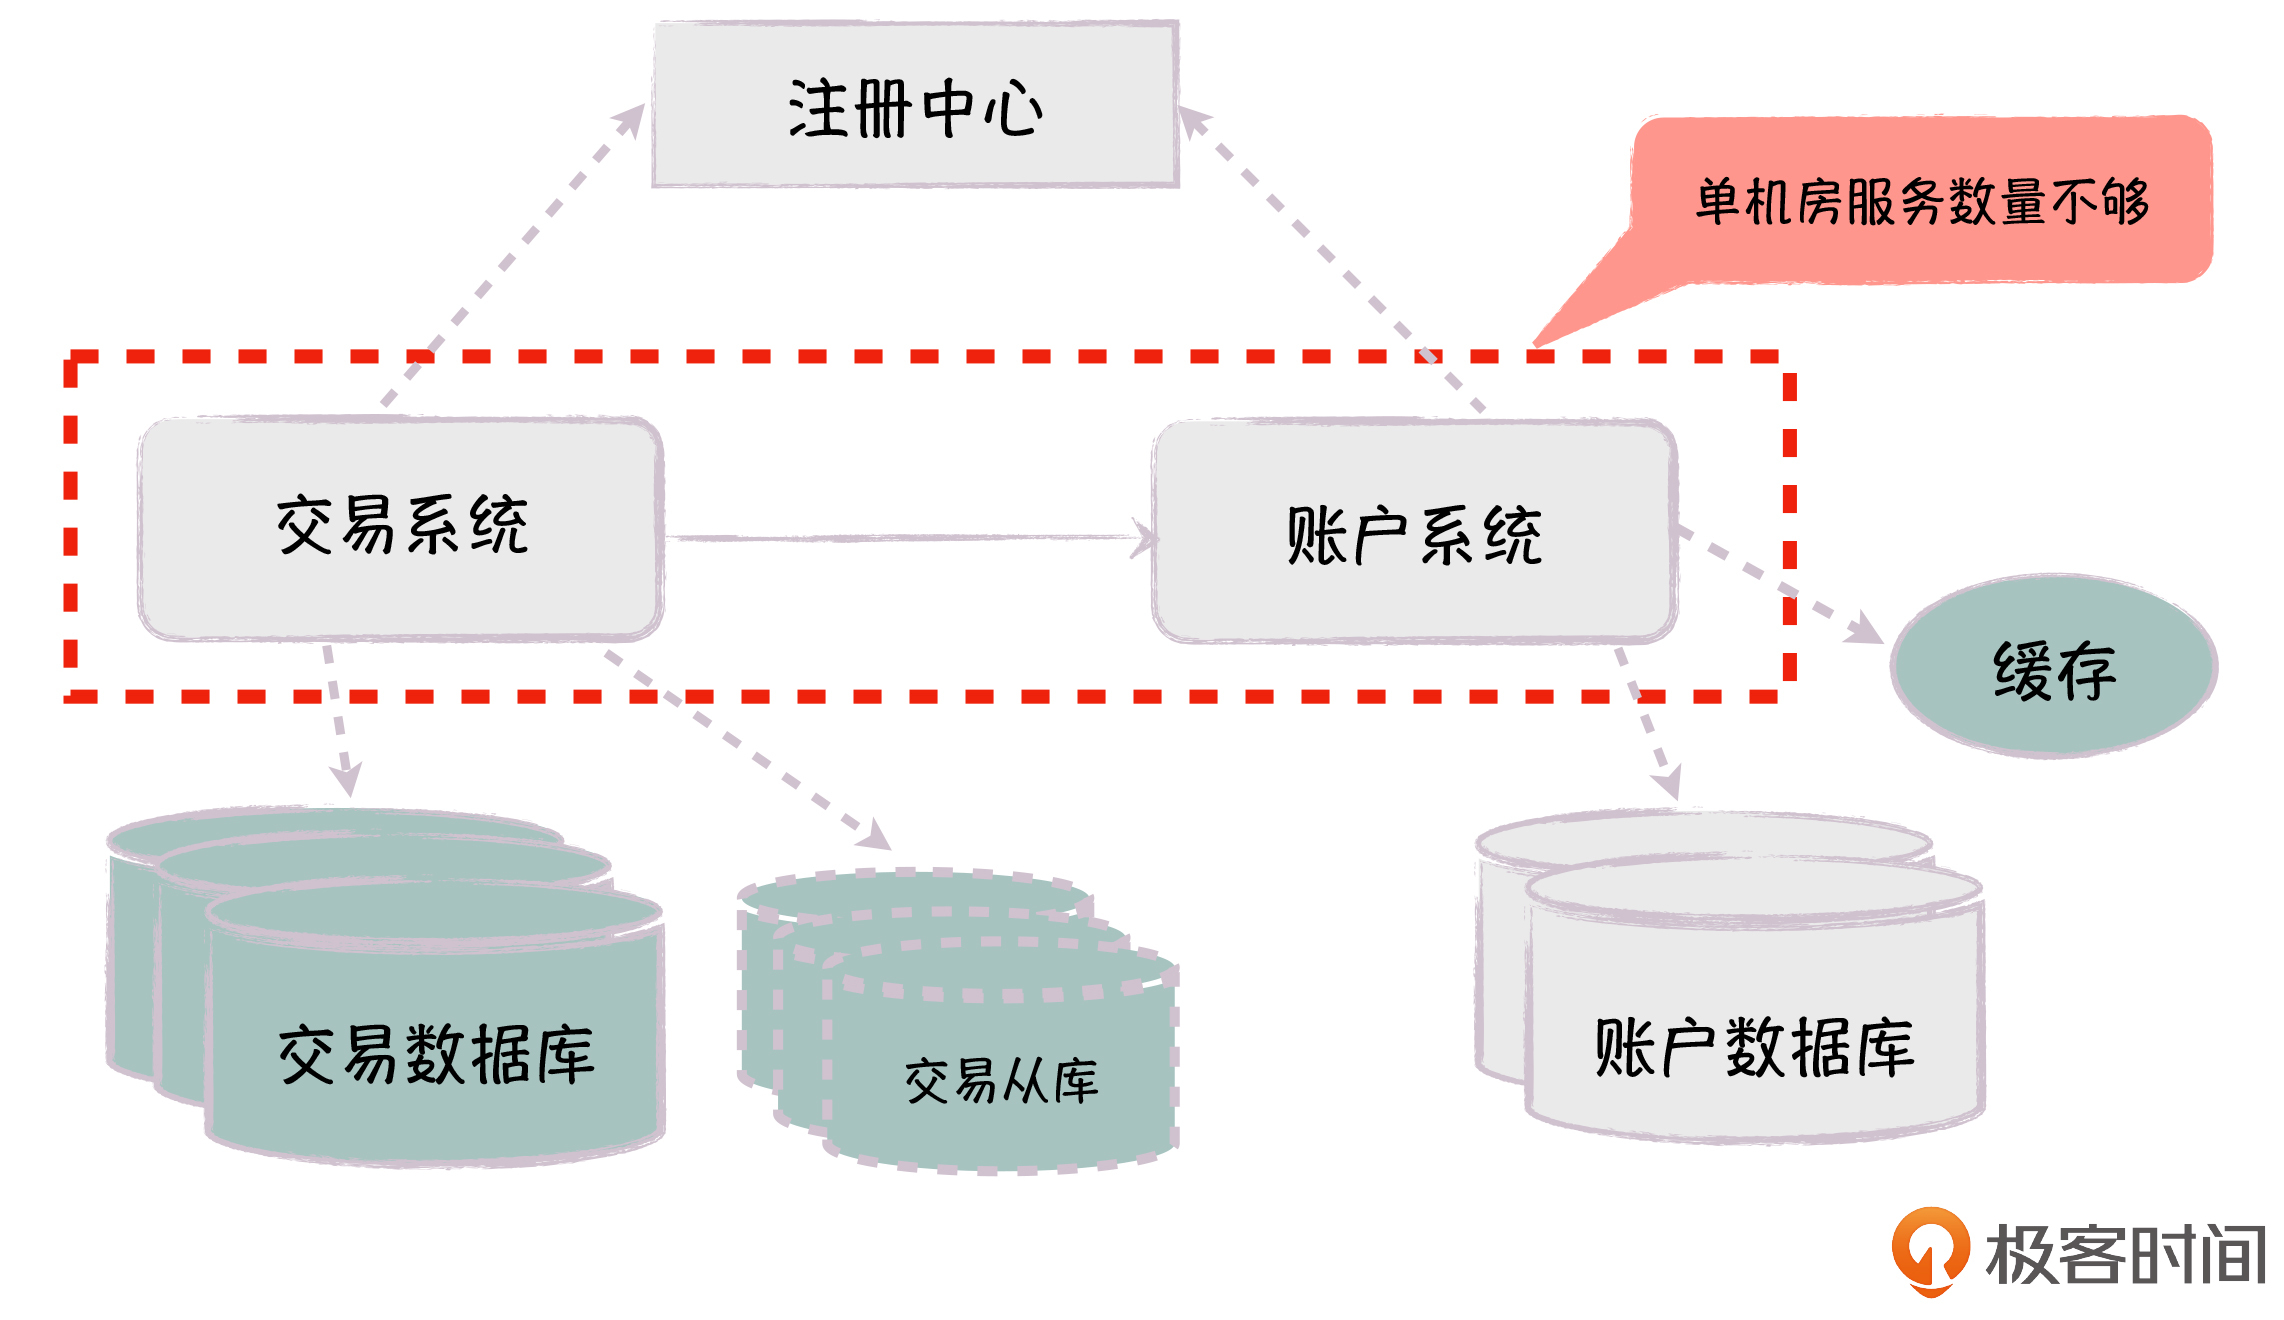 注册中心
单机房服务数量不够
交易系统
账户系统
缓存
交易数据库
交易从库
账户数据库
极客时间